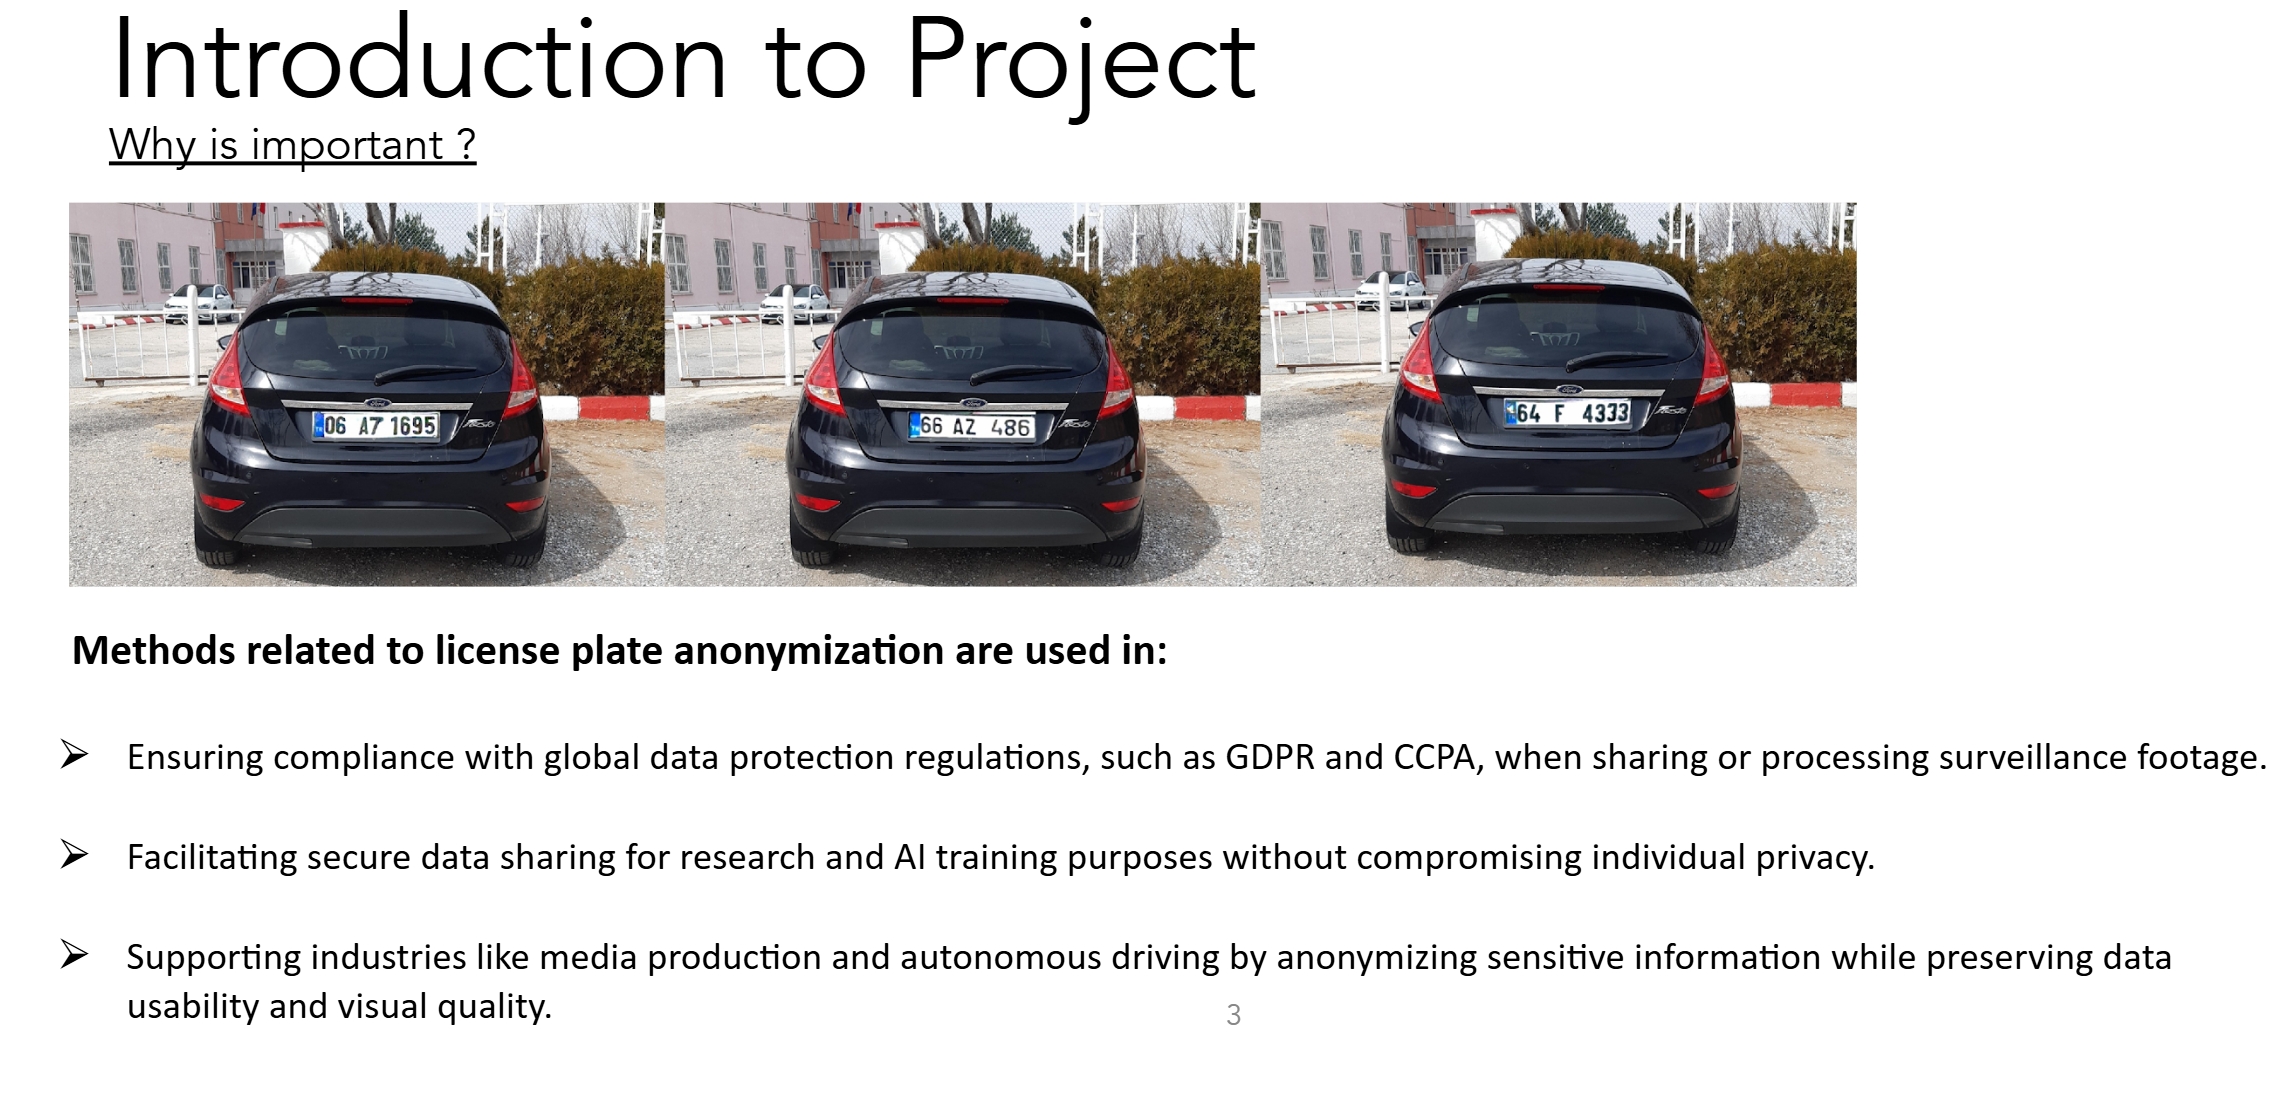 Introduction to Project
Why is important ?
06 A7 1695
66 AZ 486
64 F 4333
Methods related to license plate anonymization are used in:
Ensuring compliance with global data protection regulations, such as GDPR and CCPA, when sharing or processing surveillance footage.
Facilitating secure data sharing for research and AI training purposes without compromising individual privacy.
Supporting industries like media production and autonomous driving by anonymizing sensitive information while preserving data
usability and visual quality.
3